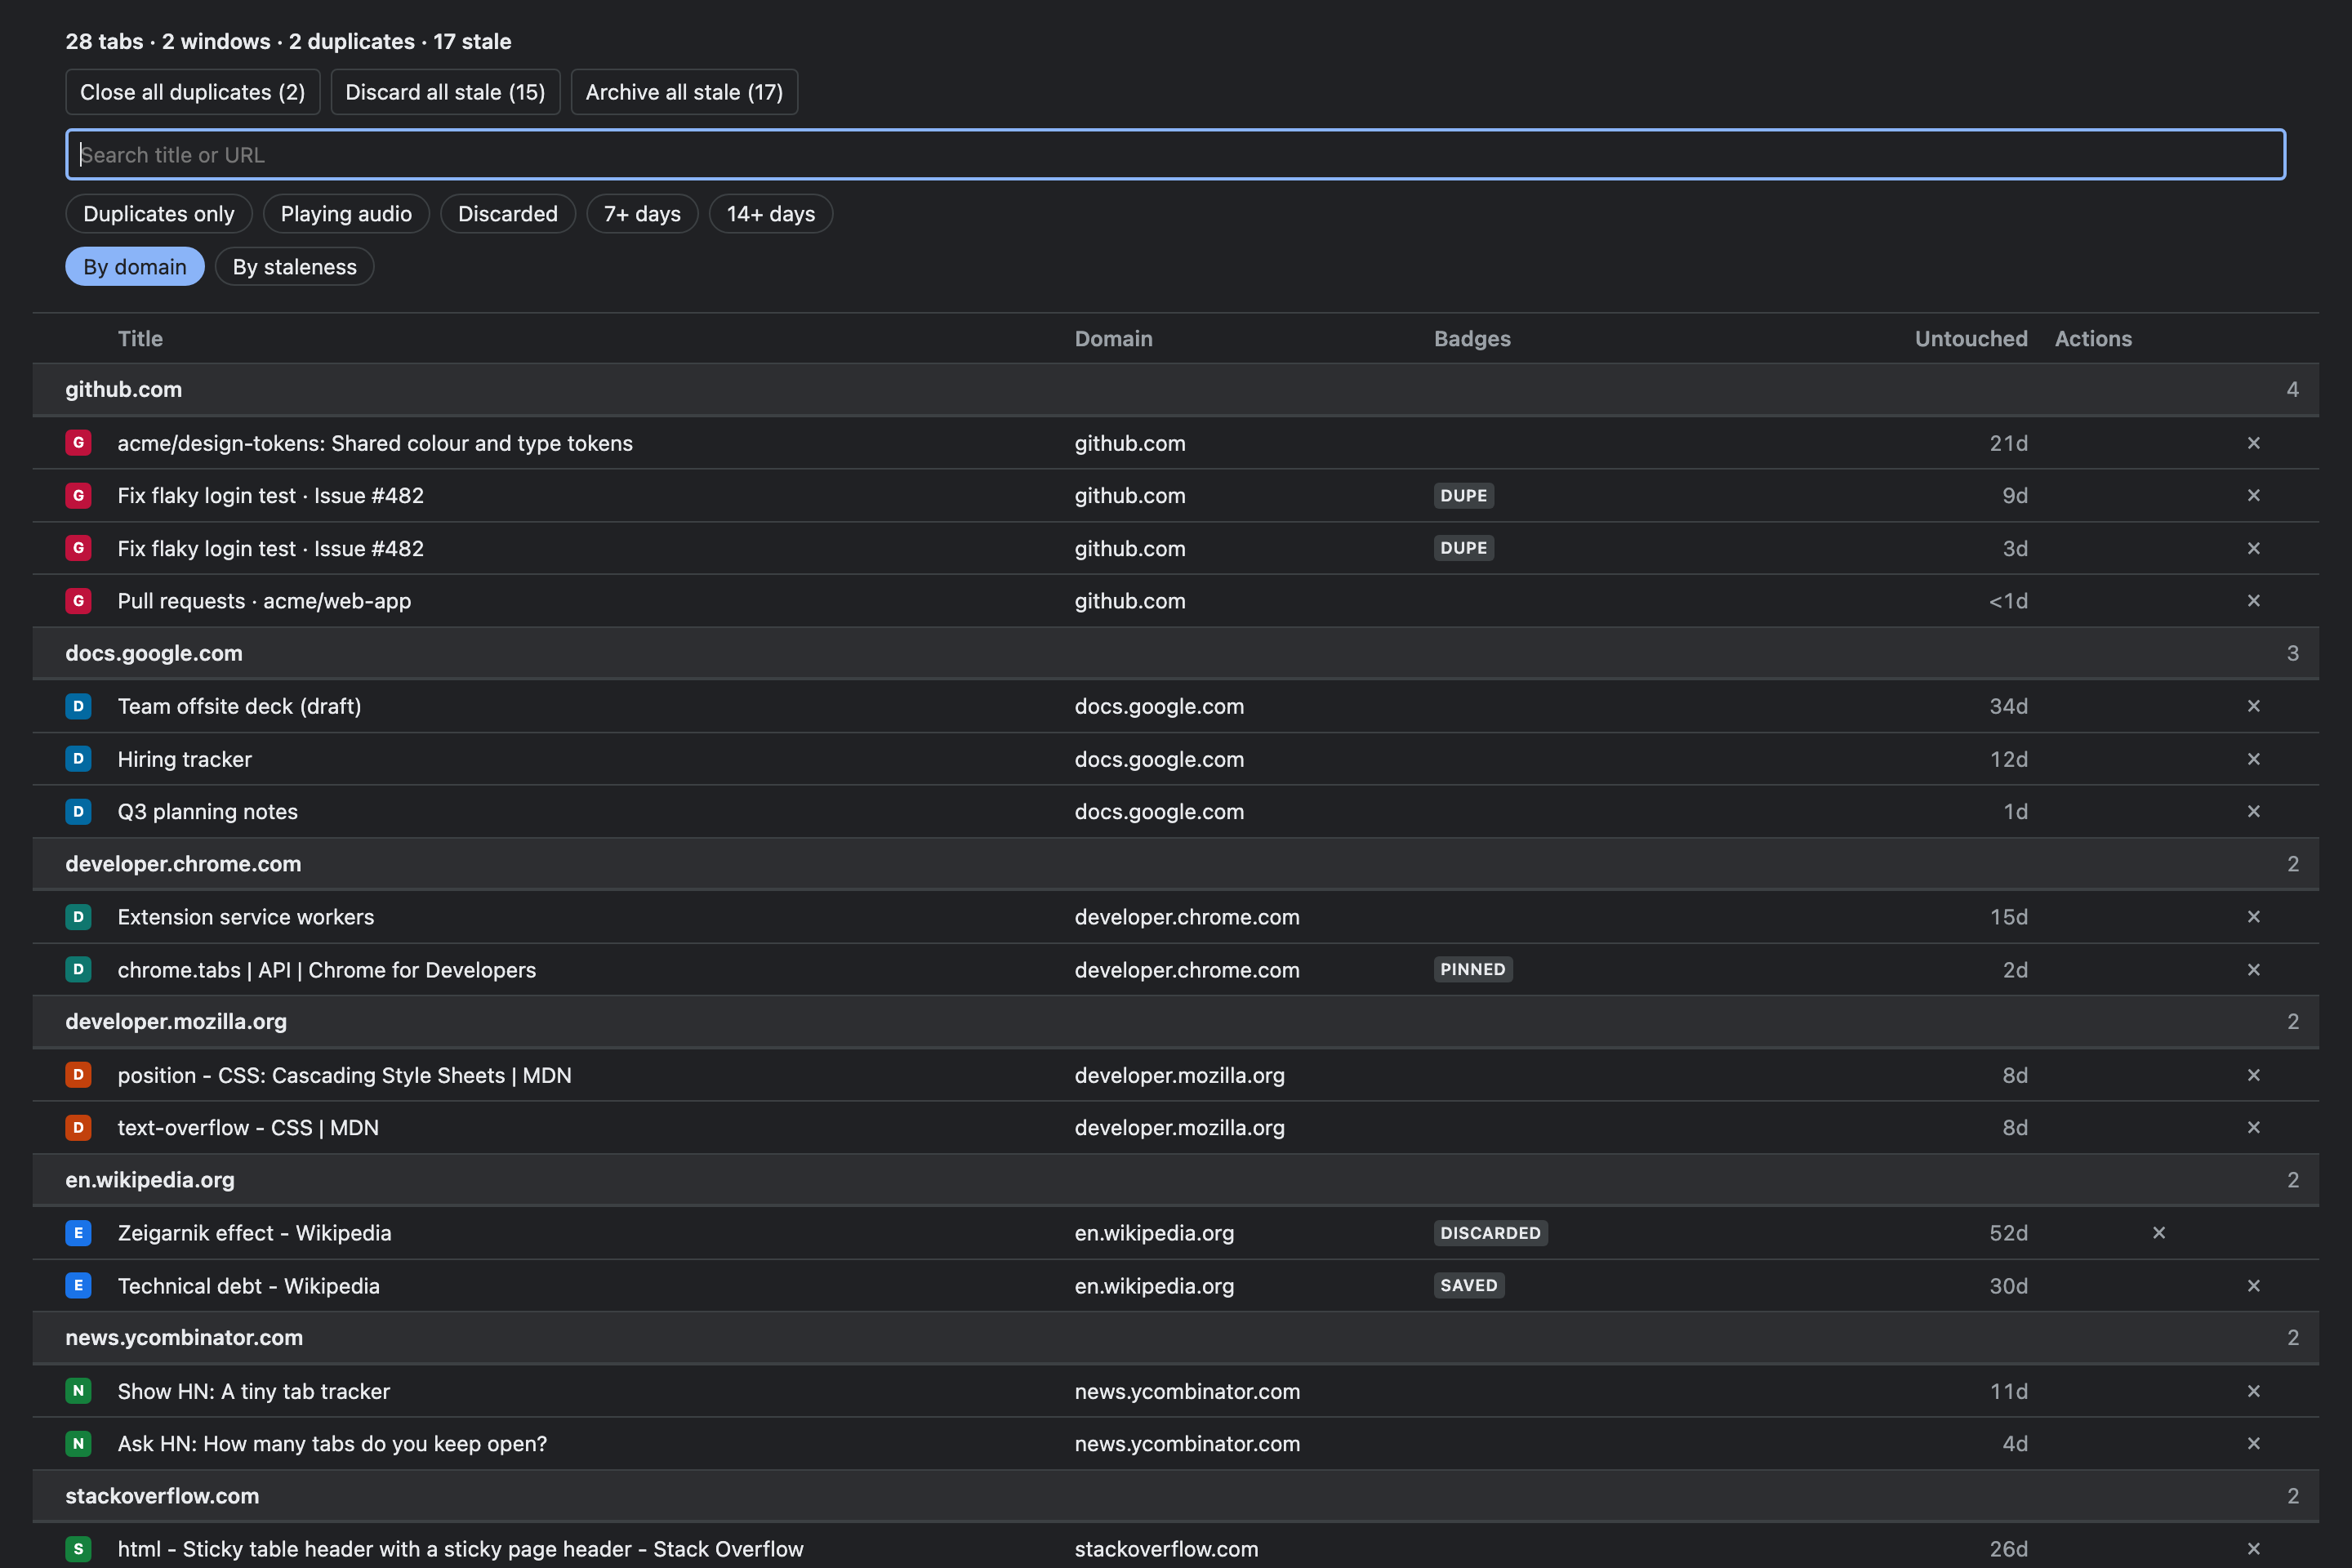 28 tabs · 2 windows · 2 duplicates · 17 stale
Close all duplicates (2) Discard all stale (15) Archive all stale (17)
Search title or URL
Duplicates only Playing audio Discarded 7+ days 14+ days
By domain By staleness
Title Domain Badges Untouched Actions
github.com 4
G acme/design-tokens: Shared colour and type tokens github.com 21d ×
G Fix flaky login test · Issue #482 github.com DUPE 9d ×
G Fix flaky login test · Issue #482 github.com DUPE 3d ×
G Pull requests · acme/web-app github.com <1d ×
docs.google.com 3
D Team offsite deck (draft) docs.google.com 34d ×
D Hiring tracker docs.google.com 12d ×
D Q3 planning notes docs.google.com 1d ×
developer.chrome.com 2
D Extension service workers developer.chrome.com 15d ×
D chrome.tabs | API | Chrome for Developers developer.chrome.com PINNED 2d ×
developer.mozilla.org 2
D position - CSS: Cascading Style Sheets | MDN developer.mozilla.org 8d ×
D text-overflow - CSS | MDN developer.mozilla.org 8d ×
en.wikipedia.org 2
E Zeigarnik effect - Wikipedia en.wikipedia.org DISCARDED 52d ×
E Technical debt - Wikipedia en.wikipedia.org SAVED 30d ×
news.ycombinator.com 2
N Show HN: A tiny tab tracker news.ycombinator.com 11d ×
N Ask HN: How many tabs do you keep open? news.ycombinator.com 4d ×
stackoverflow.com 2
S html - Sticky table header with a sticky page header - Stack Overflow stackoverflow.com 26d ×